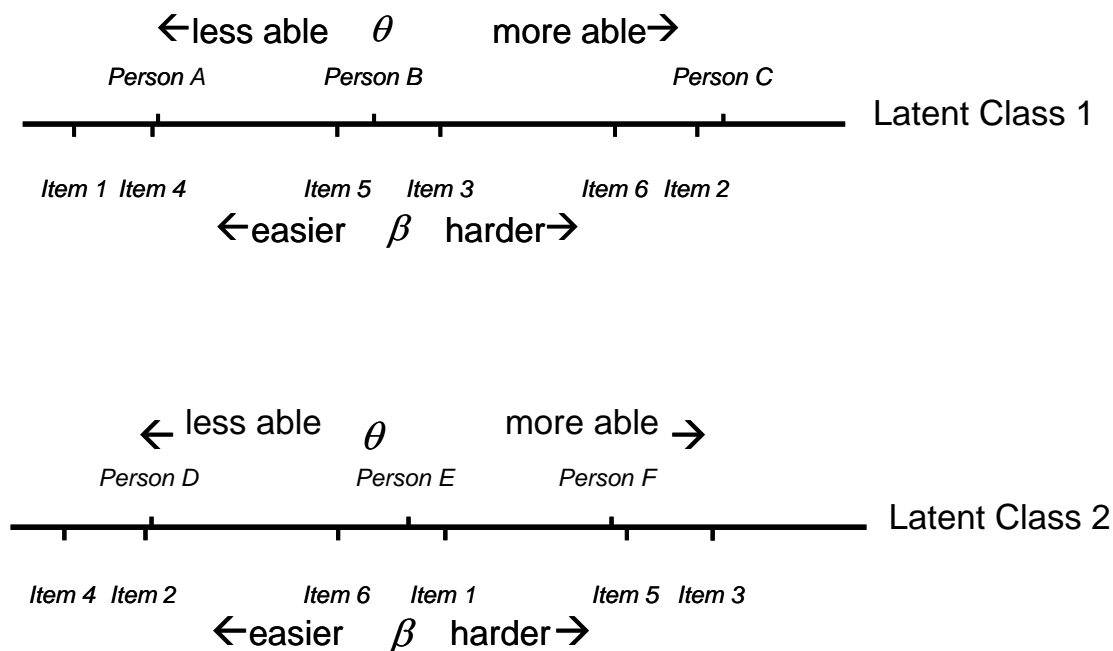 ←less able θ more able→
Person A Person B Person C
Latent Class 1
Item 1 Item 4 Item 5 Item 3 Item 6 Item 2
←easier β harder→
← less able θ more able →
Person D Person E Person F
Latent Class 2
Item 4 Item 2 Item 6 Item 1 Item 5 Item 3
←easier β harder→